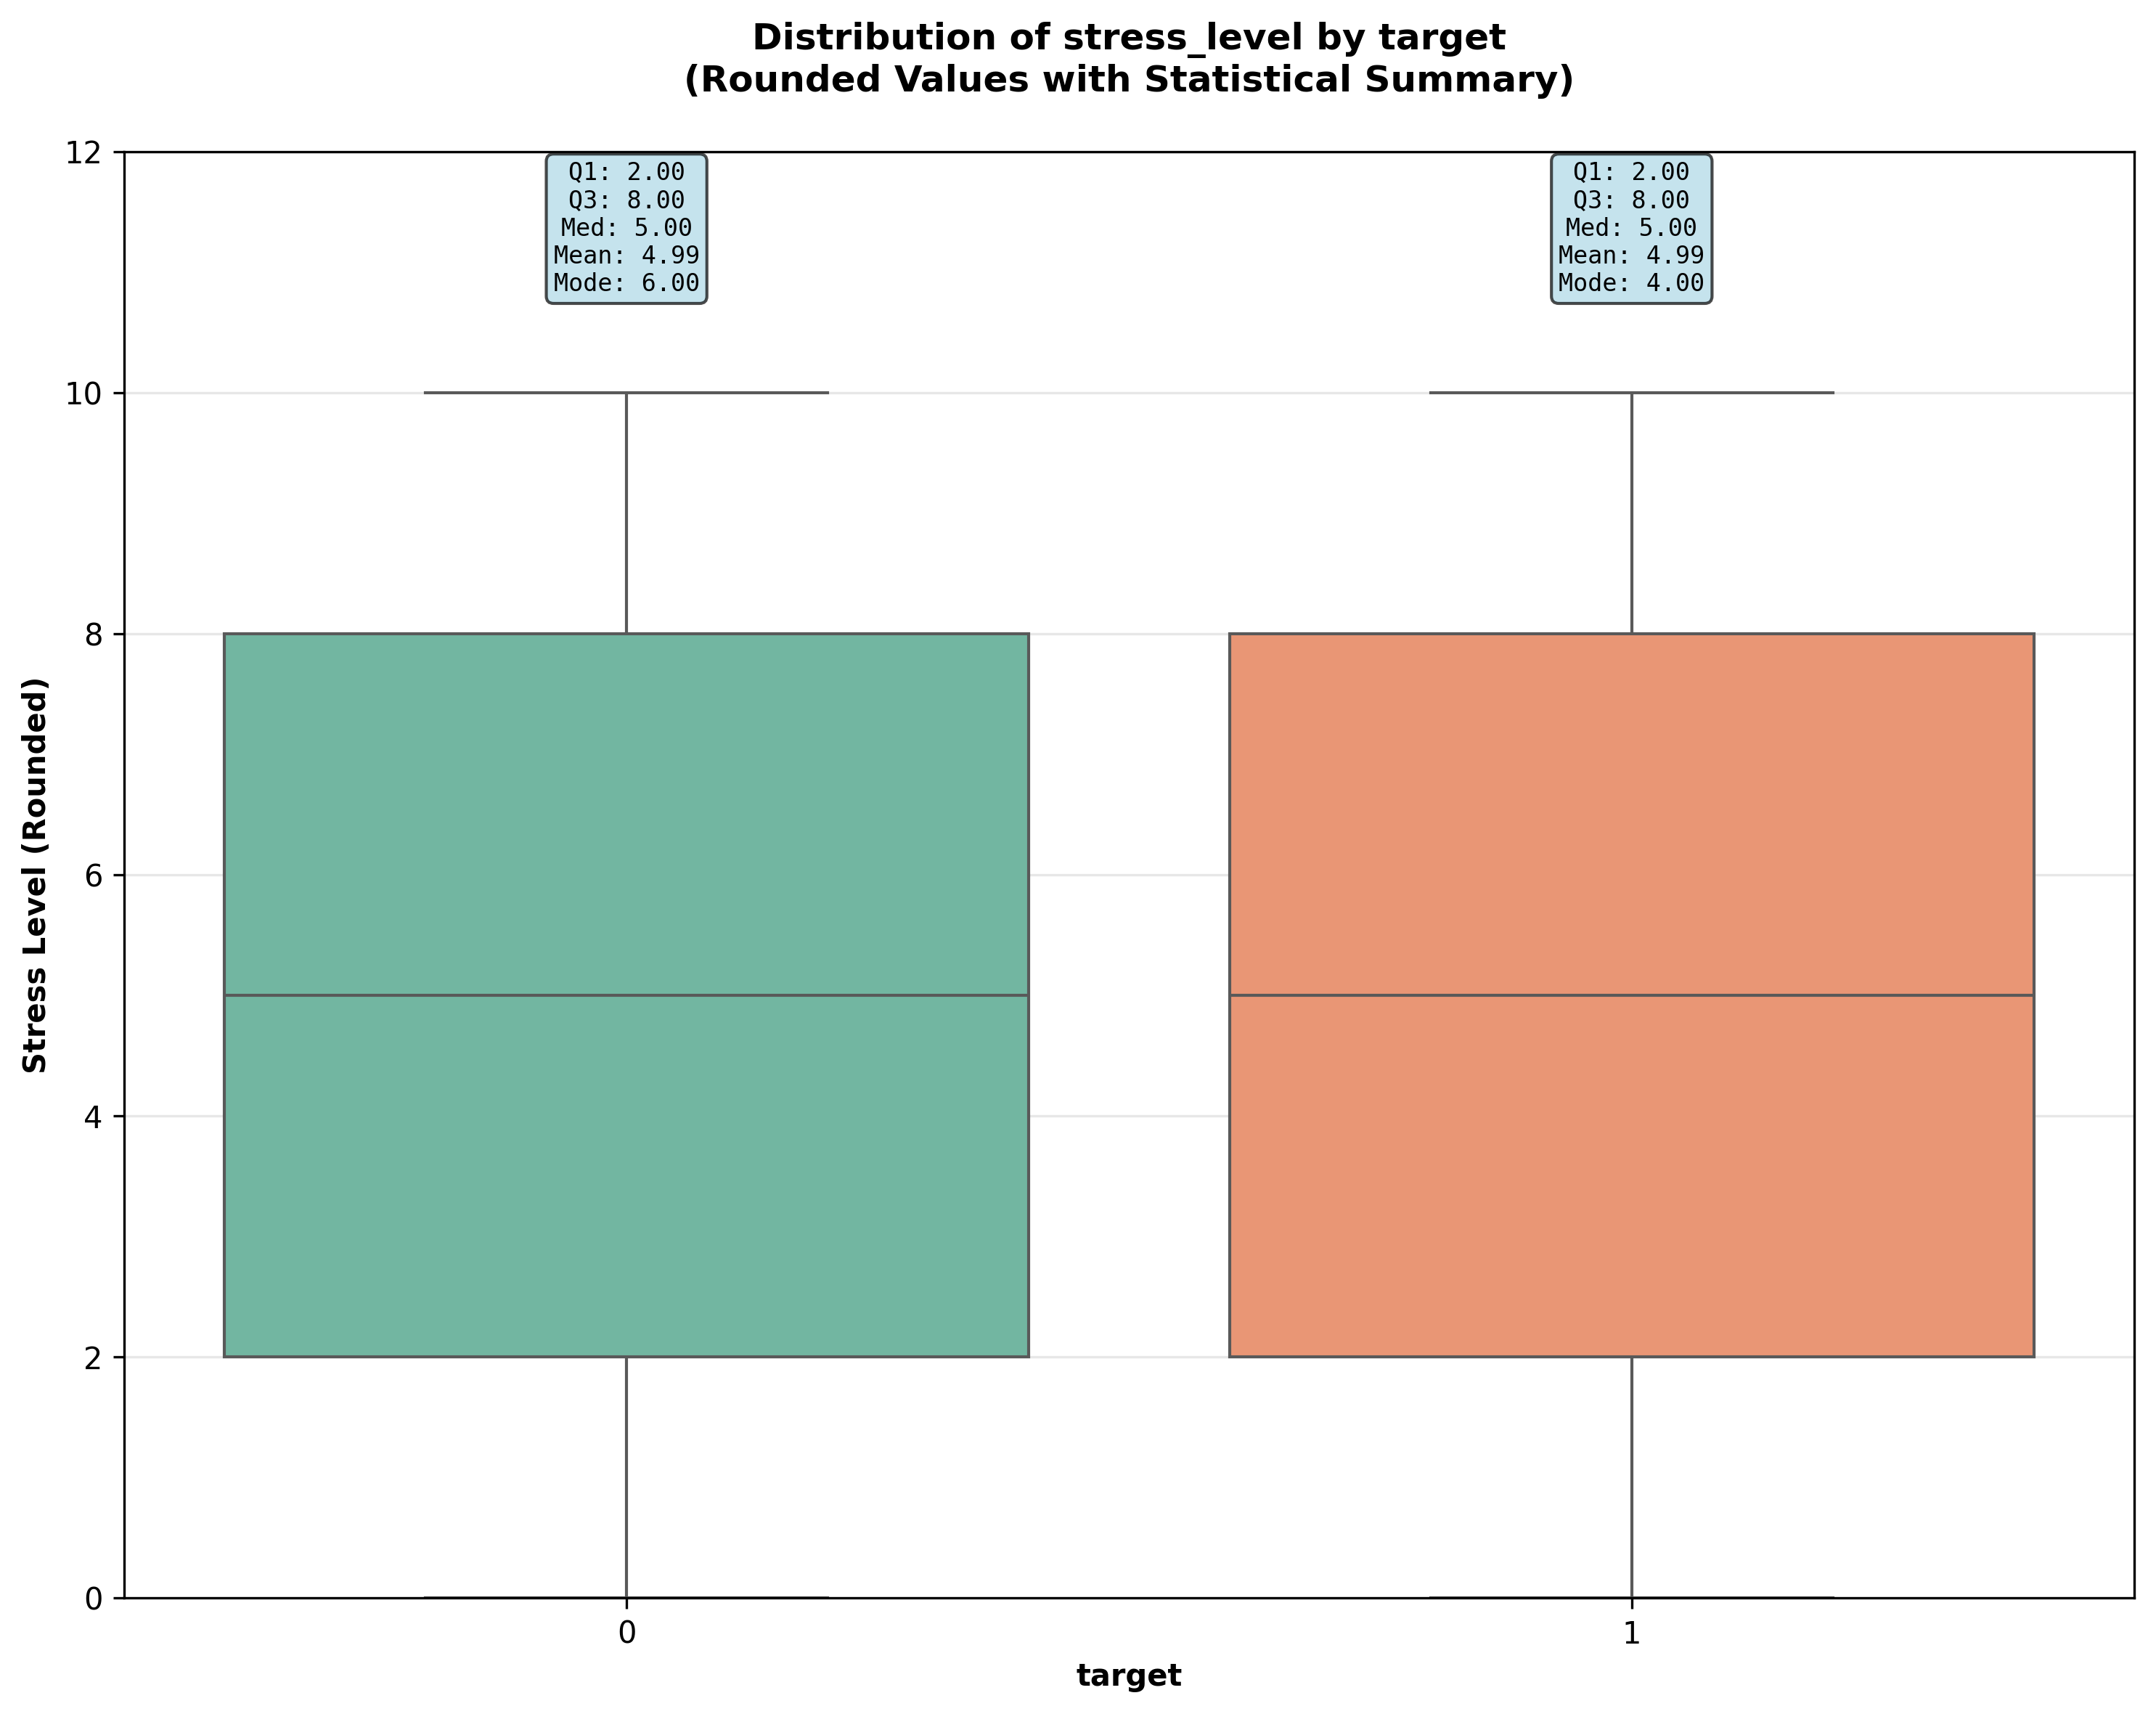 Distribution of stress_level by target
(Rounded Values with Statistical Summary)
12
Q1: 2.00
Q3: 8.00
Med: 5.00
Mean: 4.99
Mode: 6.00
Q1: 2.00
Q3: 8.00
Med: 5.00
Mean: 4.99
Mode: 4.00
10
8
6
4
2
0
Stress Level (Rounded)
0
1
target